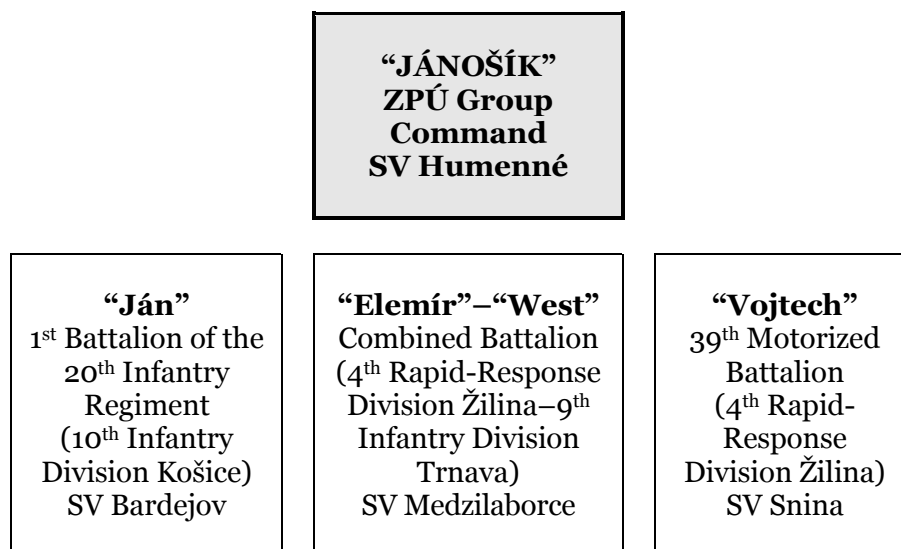 “JÁNOŠÍK”
ZPÚ Group
Command
SV Humenné
“Ján”
1st Battalion of the
20th Infantry
Regiment
(10th Infantry
Division Košice)
SV Bardejov
“Elemír”–“West”
Combined Battalion
(4th Rapid-Response
Division Žilina–9th
Infantry Division
Trnava)
SV Medzilaborce
“Vojtech”
39th Motorized
Battalion
(4th Rapid-
Response
Division Žilina)
SV Snina